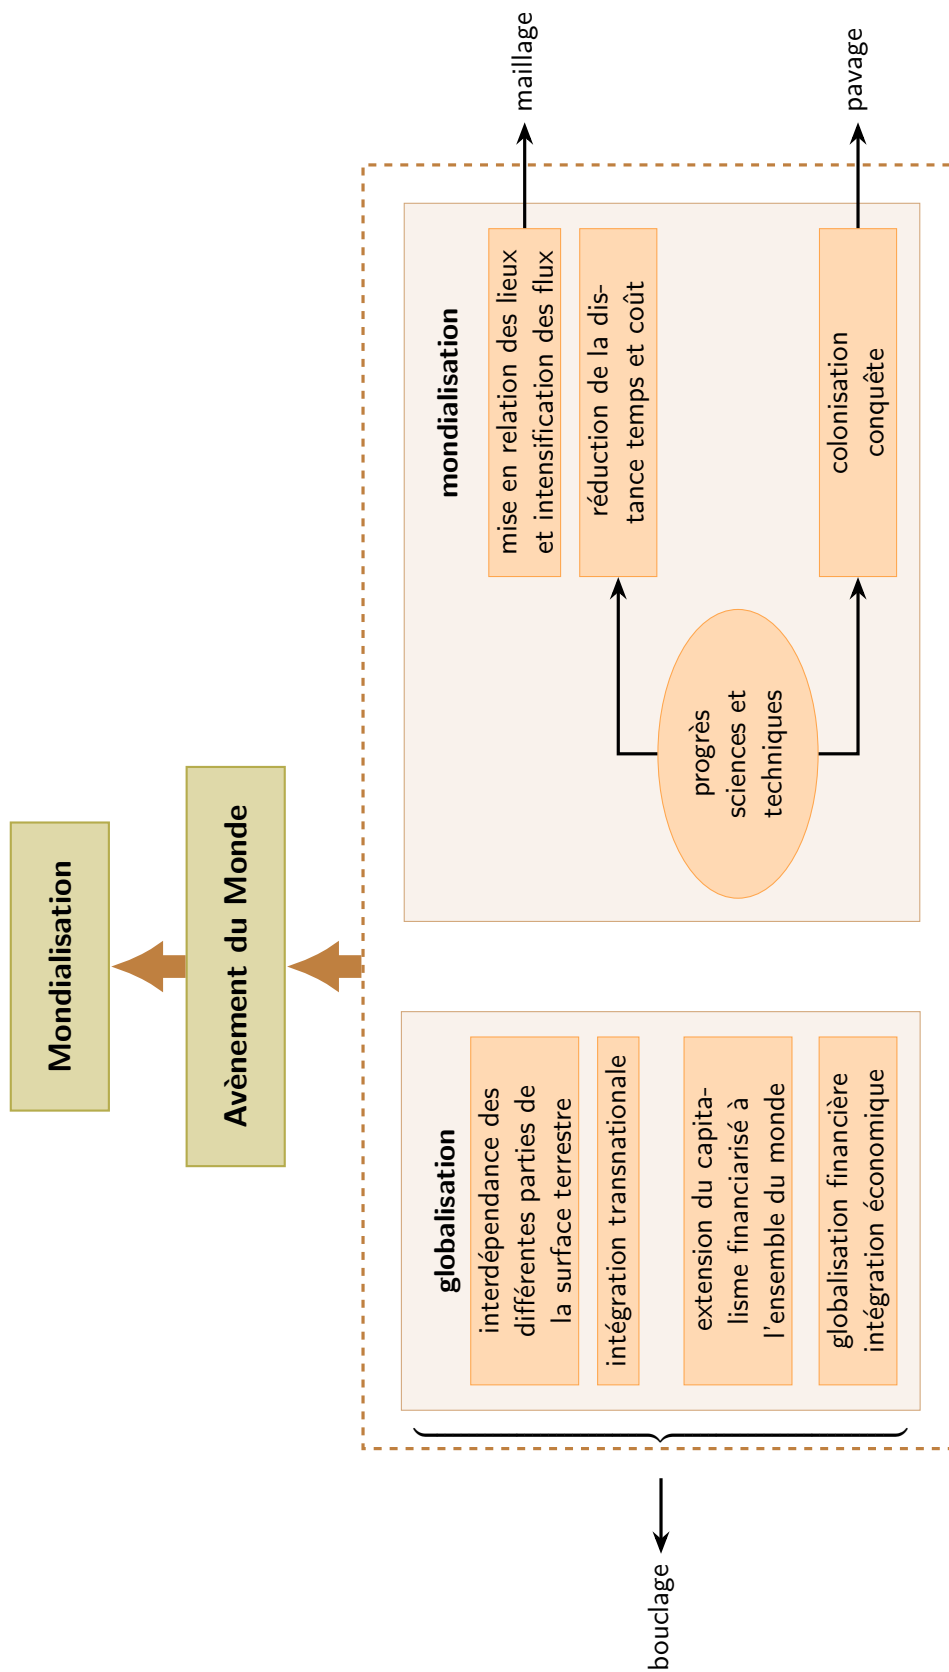 Mondialisation
Avènement du Monde
globalisation
interdépendance des
différentes parties de
la surface terrestre
intégration transnationale
extension du capita-
lisme financiarisé à
l'ensemble du monde
globalisation financière
intégration économique
bouclage
mondialisation
mise en relation des lieux
et intensification des flux
réduction de la dis-
tance temps et coût
progrès
sciences et
techniques
colonisation
conquête
maillage
pavage